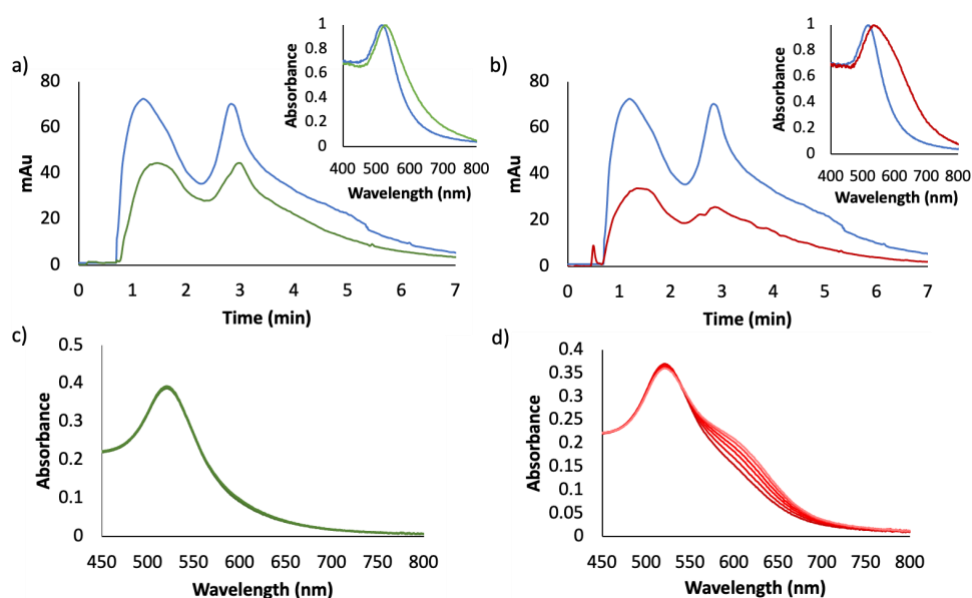 a)
mAu
80
60
40
20
0
0 1 2 3 4 5 6 7
Time (min)
Absorbance
1
0.8
0.6
0.4
0.2
0
400 500 600 700 800
Wavelength (nm)
b)
mAu
80
60
40
20
0
0 1 2 3 4 5 6 7
Time (min)
Absorbance
1
0.8
0.6
0.4
0.2
0
400 500 600 700 800
Wavelength (nm)
c)
Absorbance
0.5
0.4
0.3
0.2
0.1
0
450 500 550 600 650 700 750 800
Wavelength (nm)
d)
Absorbance
0.4
0.35
0.3
0.25
0.2
0.15
0.1
0.05
0
450 500 550 600 650 700 750 800
Wavelength (nm)